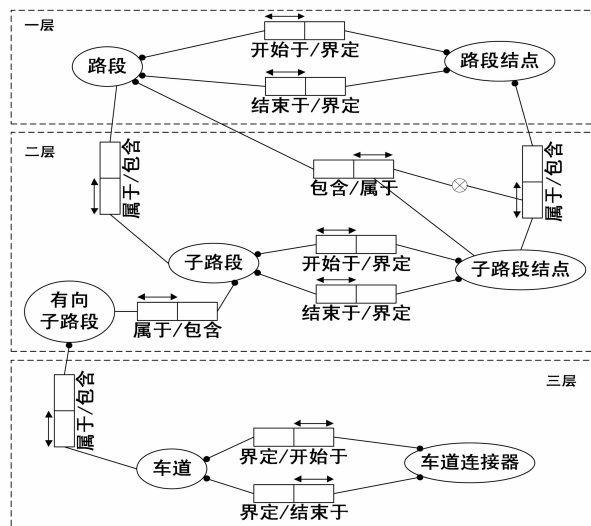 一层
开始于/界定
路段
路段结点
结束于/界定
二层
属于/包含
包含/属于
属于/包含
子路段
开始于/界定
子路段结点
结束于/界定
有向
子路段
属于/包含
三层
属于/包含
界定/开始于
车道
车道连接器
界定/结束于